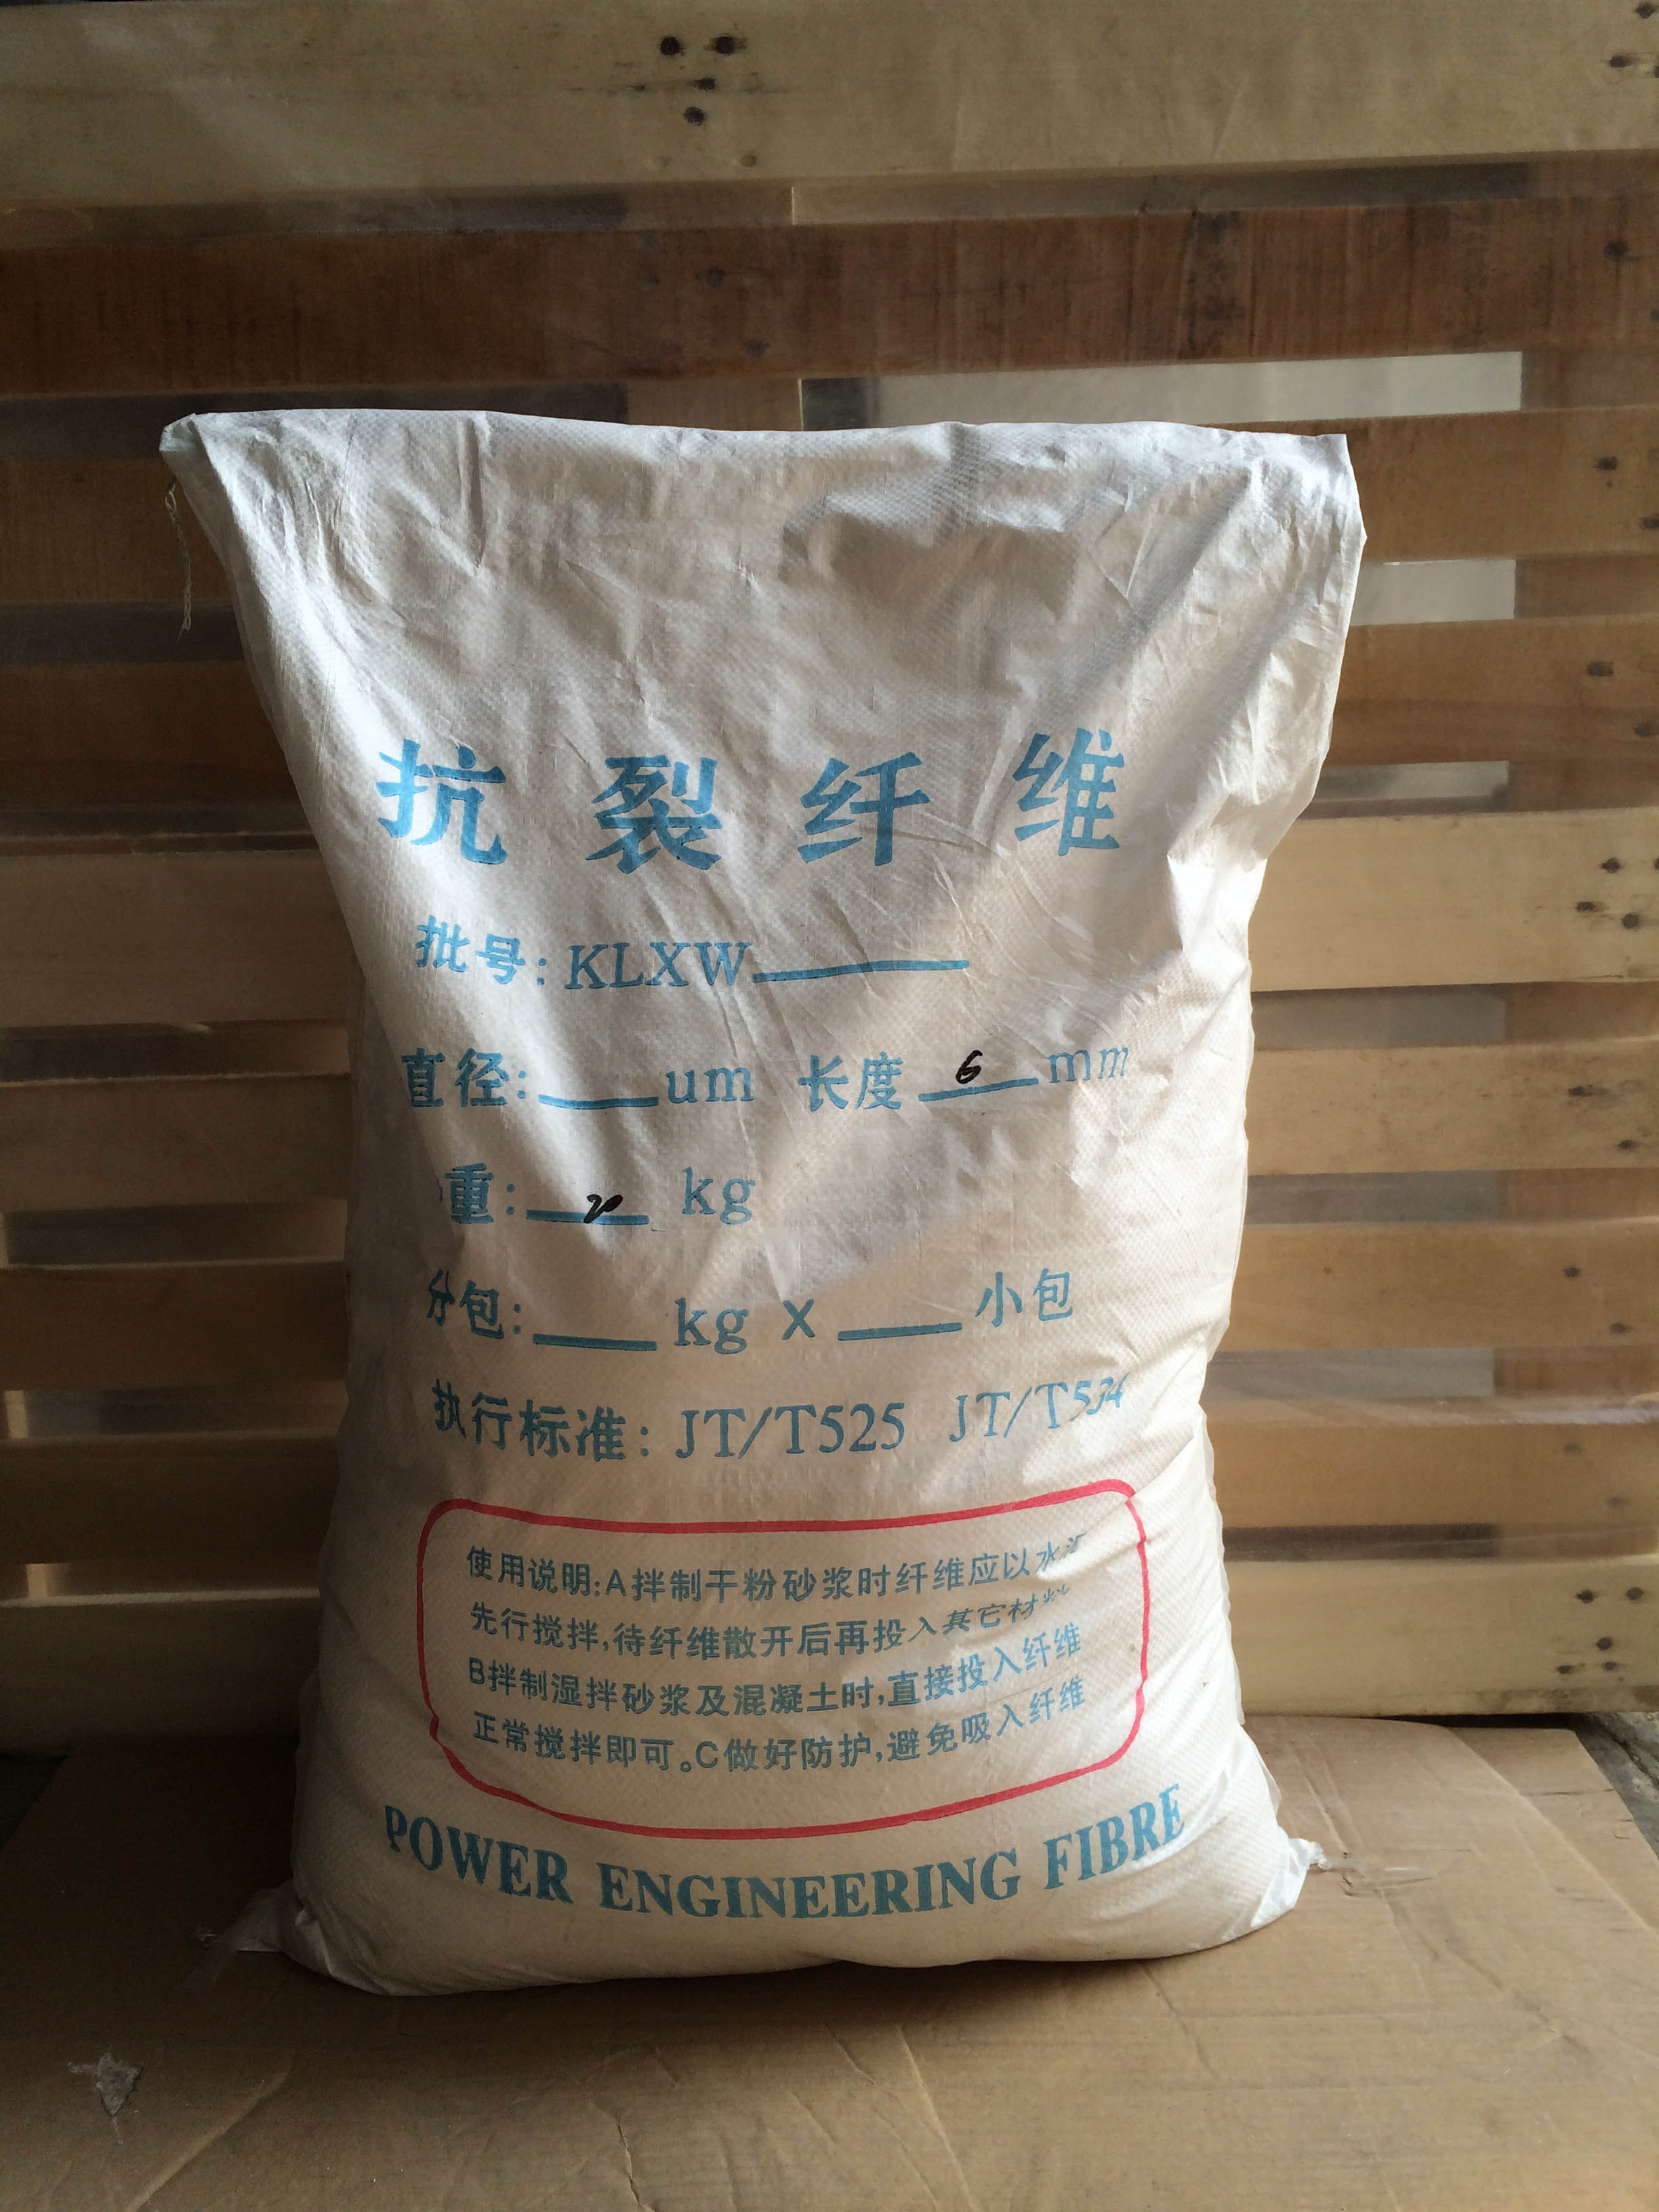 抗裂纤维
批号:KLXW
直径: um 长度 6 mm
重: 20 kg
分包: kg X 小包
执行标准: JT/T525 JT/T534
使用说明:A拌制干粉砂浆时纤维应以水
先行搅拌,待纤维散开后再投入其它材料
B拌制湿拌砂浆及混凝土时,直接投入纤维
正常搅拌即可。C做好防护,避免吸入纤维
POWER ENGINEERING FIBRE